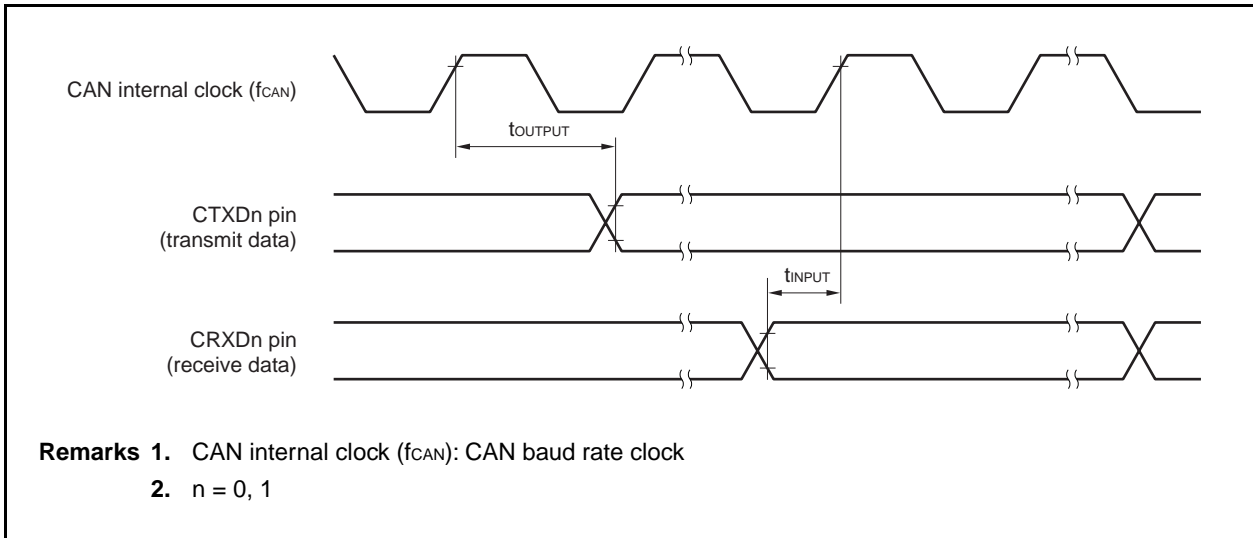 CAN internal clock (fCAN)
tOUTPUT
CTXDn pin
(transmit data)
tINPUT
CRXDn pin
(receive data)
Remarks 1. CAN internal clock (fCAN): CAN baud rate clock
2. n = 0, 1